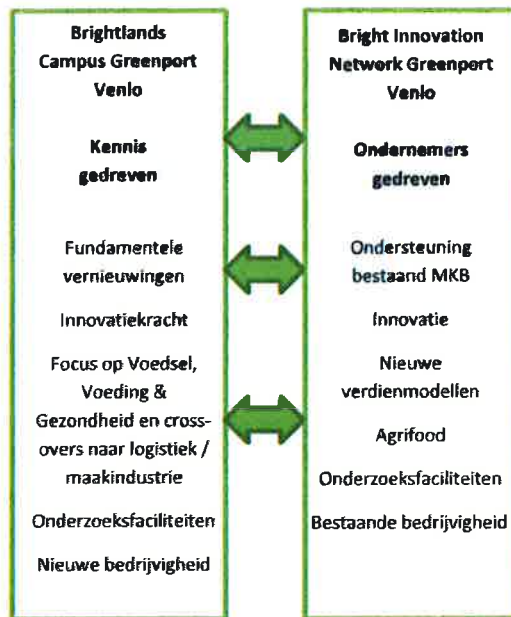 Brightlands
Campus Greenport
Venlo
Kennis
gedreven
Fundamentele
vernieuwingen
Innovatiekracht
Focus op Voedsel,
Voeding &
Gezondheid en cross-
overs naar logistiek /
maakindustrie
Onderzoeksfaciliteiten
Nieuwe bedrijvigheid
Bright Innovation
Network Greenport
Venlo
Ondernemers
gedreven
Ondersteuning
bestaand MKB
Innovatie
Nieuwe
verdienmodellen
Agrifood
Onderzoeksfaciliteiten
Bestaande bedrijvigheid